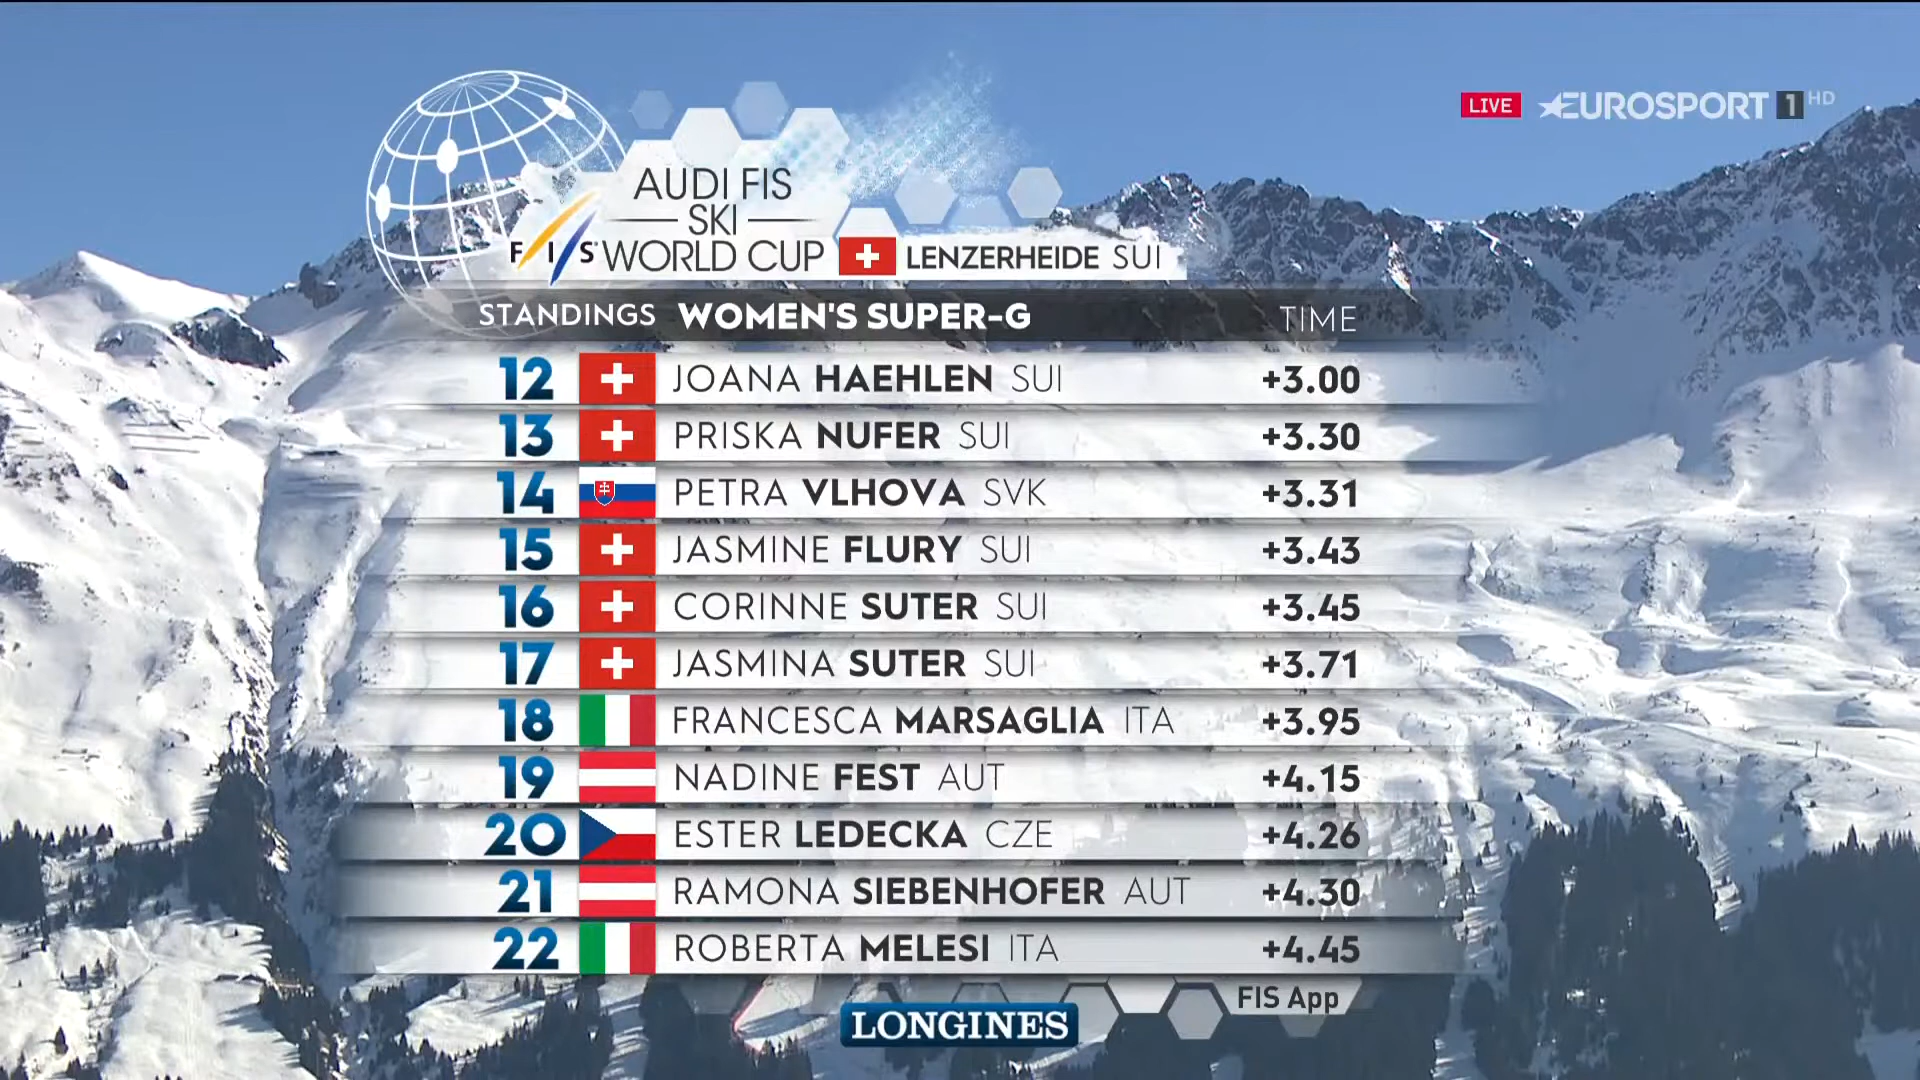 LIVE EUROSPORT 1 HD
AUDI FIS
SKI
FIS WORLD CUP LENZERHEIDE SUI
STANDINGS WOMEN'S SUPER-G TIME
12 JOANA HAEHLEN SUI +3.00
13 PRISKA NUFER SUI +3.30
14 PETRA VLHOVA SVK +3.31
15 JASMINE FLURY SUI +3.43
16 CORINNE SUTER SUI +3.45
17 JASMINA SUTER SUI +3.71
18 FRANCESCA MARSAGLIA ITA +3.95
19 NADINE FEST AUT +4.15
20 ESTER LEDECKA CZE +4.26
21 RAMONA SIEBENHOFER AUT +4.30
22 ROBERTA MELESI ITA +4.45
FIS App
LONGINES